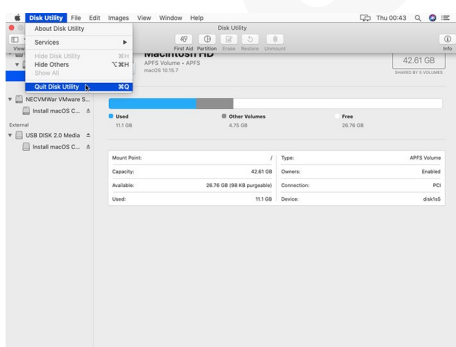 Disk Utility File Edit Images View Window Help Thu 00:43
About Disk Utility
Services
Hide Disk Utility ⌘H
Hide Others ⌥⌘H
Show All
Quit Disk Utility ⌘Q
Disk Utility
View
First Aid Partition Erase Restore Unmount
Info
Macintosh HD
APFS Volume • APFS
macOS 10.15.7
42.61 GB
SHARED BY 5 VOLUMES
NECVMWar VMware S...
Install macOS C...
External
USB DISK 2.0 Media
Install macOS C...
Used
11.1 GB
Other Volumes
4.75 GB
Free
26.76 GB
Mount Point: /
Capacity: 42.61 GB
Available: 26.76 GB (98 KB purgeable)
Used: 11.1 GB
Type: APFS Volume
Owners: Enabled
Connection: PCI
Device: disk1s5